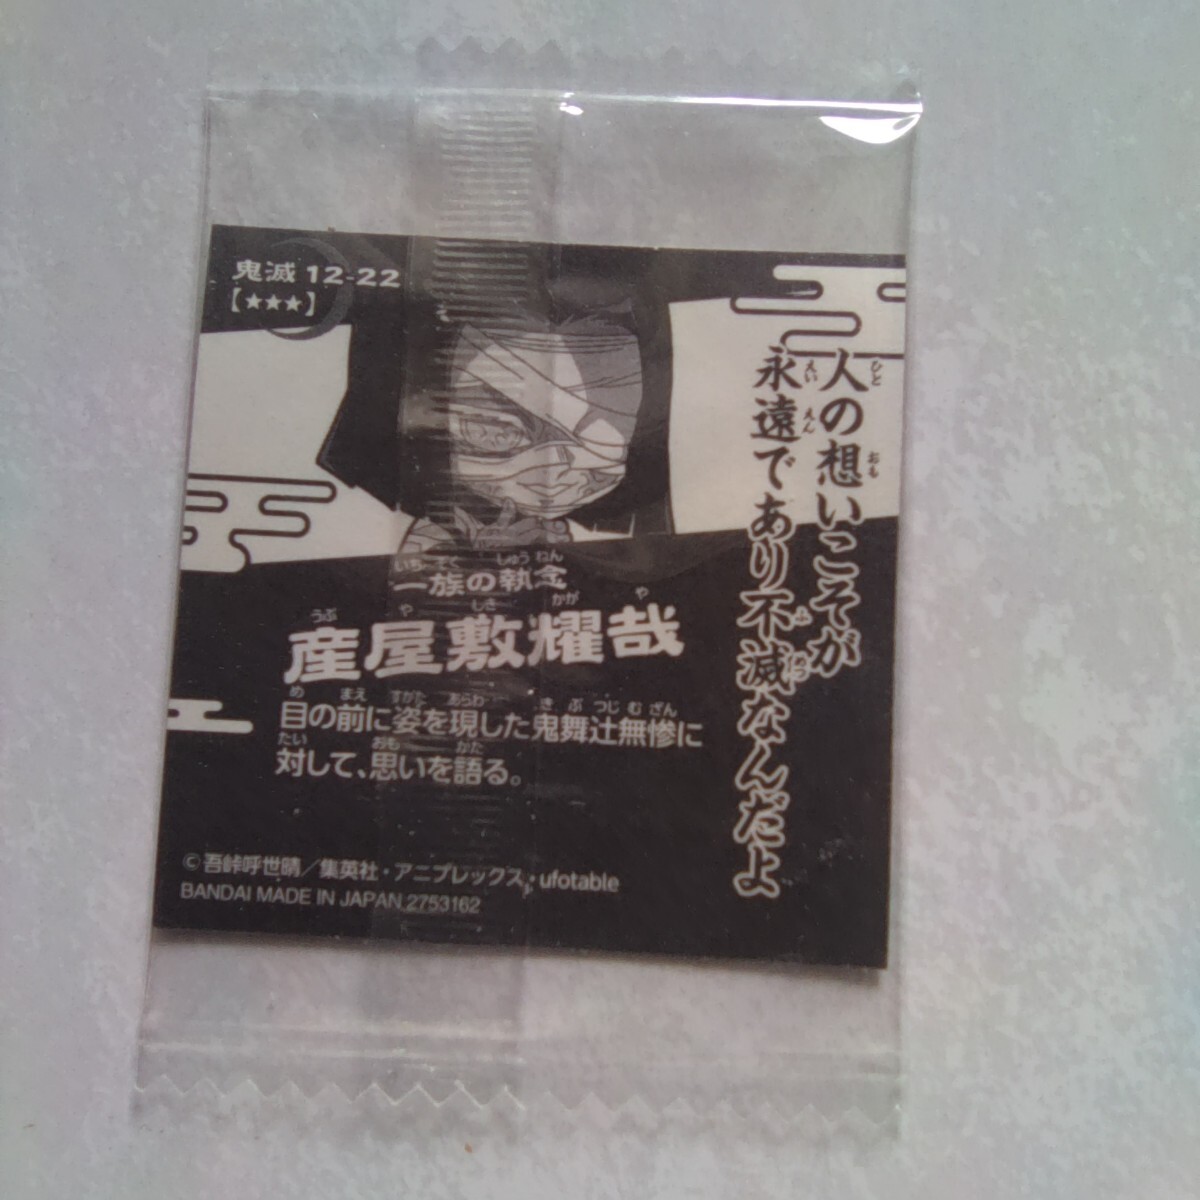 鬼滅 12-22
【★★★】
人の想いこそが
永遠であり不滅なんだよ
一族の執念
産屋敷耀哉
目の前に姿を現した鬼舞辻無惨に
対して、思いを語る。
©吾峠呼世晴／集英社・アニプレックス・ufotable
BANDAI MADE IN JAPAN 2753162